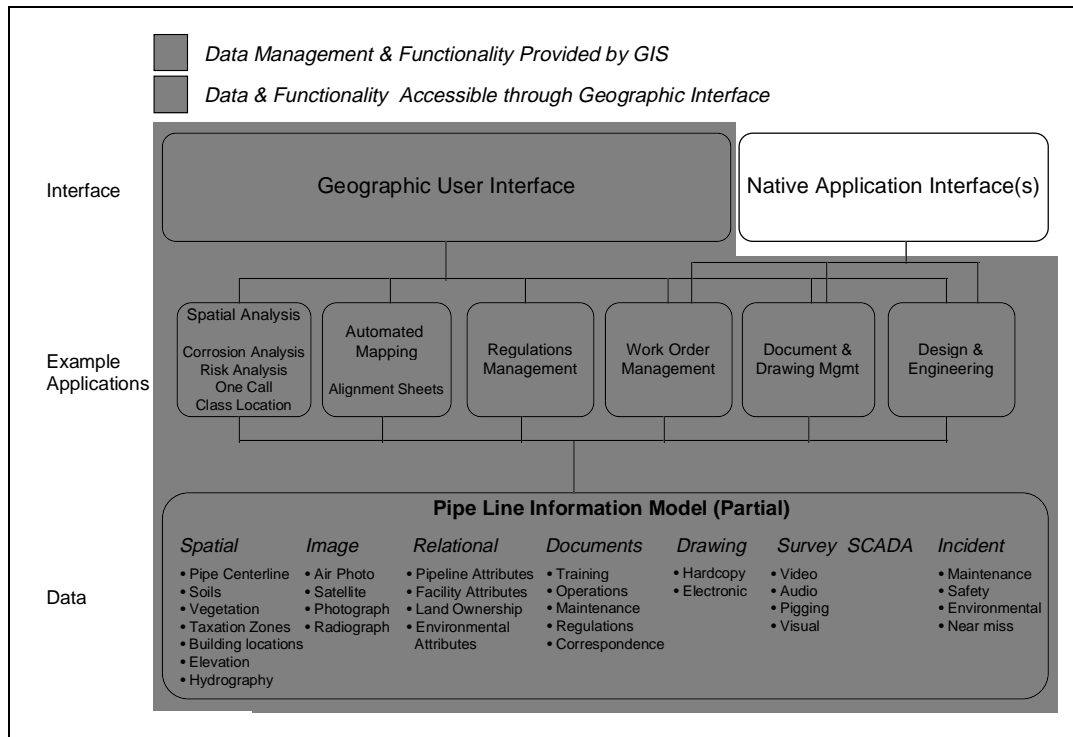 Data Management & Functionality Provided by GIS
Data & Functionality Accessible through Geographic Interface
Interface
Geographic User Interface
Native Application Interface(s)
Example
Applications
Spatial Analysis
Corrosion Analysis
Risk Analysis
One Call
Class Location
Automated
Mapping
Alignment Sheets
Regulations
Management
Work Order
Management
Document &
Drawing Mgmt
Design &
Engineering
Data
Pipe Line Information Model (Partial)
Spatial
• Pipe Centerline
• Soils
• Vegetation
• Taxation Zones
• Building locations
• Elevation
• Hydrography
Image
• Air Photo
• Satellite
• Photograph
• Radiograph
Relational
• Pipeline Attributes
• Facility Attributes
• Land Ownership
• Environmental
Attributes
Documents
• Training
• Operations
• Maintenance
• Regulations
• Correspondence
Drawing
• Hardcopy
• Electronic
Survey
• Video
• Audio
• Pigging
• Visual
SCADA
Incident
• Maintenance
• Safety
• Environmental
• Near miss